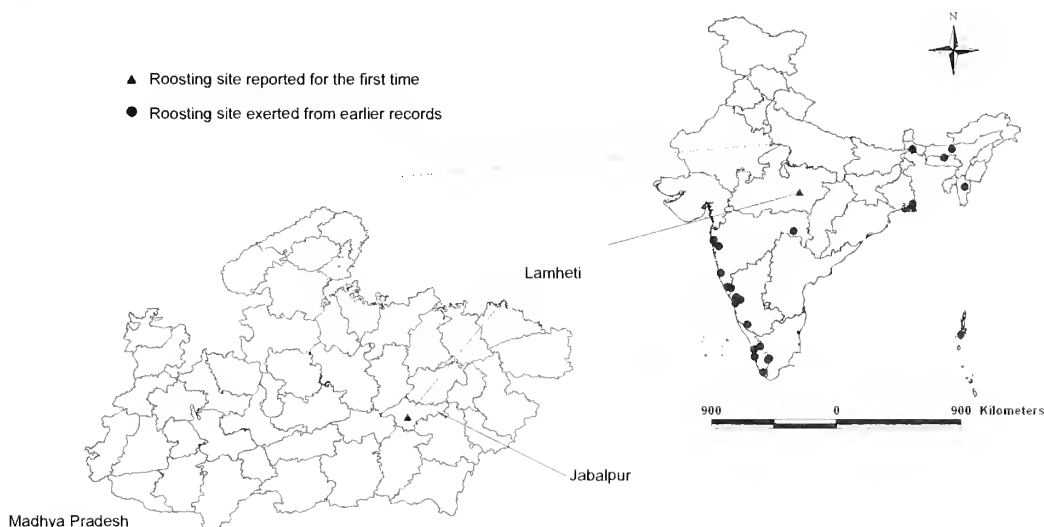 N
Roosting site reported for the first time
Roosting site exerted from earlier records
Lamheti
900 0 900 Kilometers
Jabalpur
Madhya Pradesh